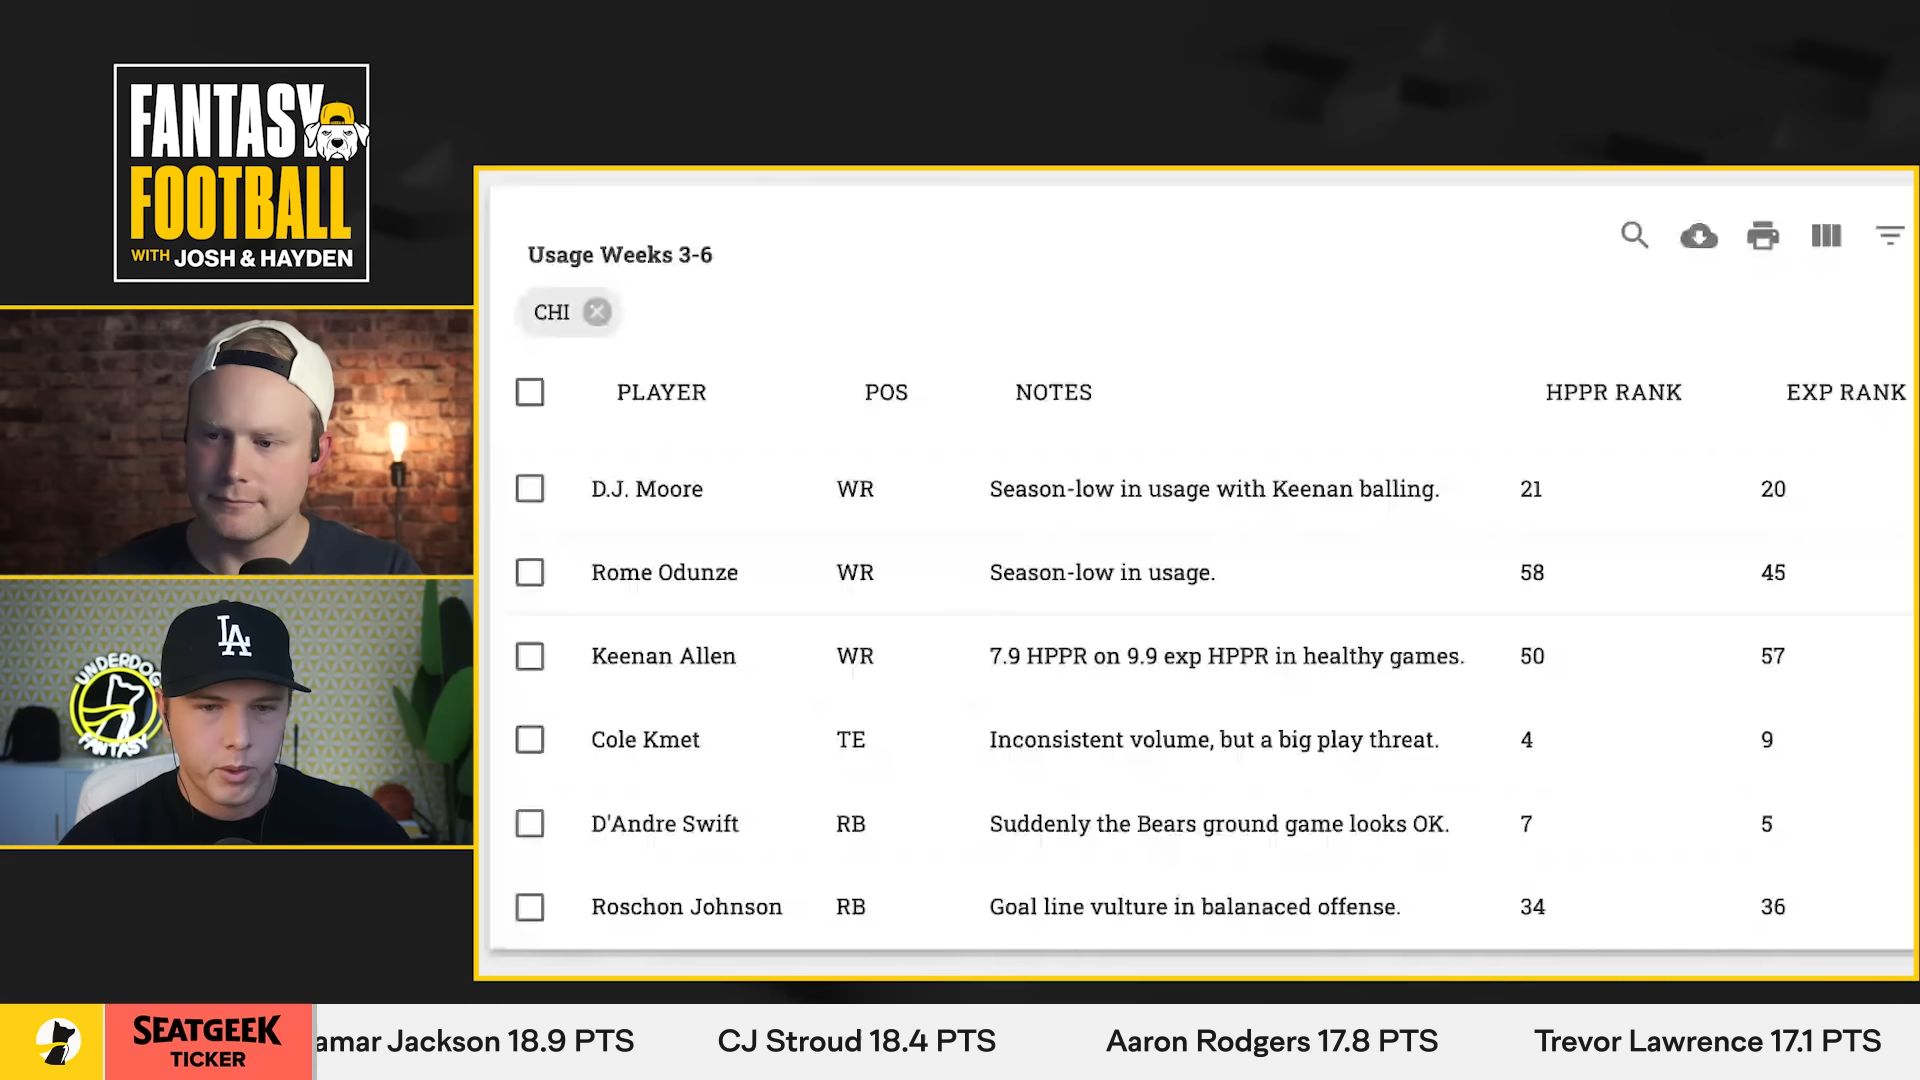 FANTASY
FOOTBALL
WITH JOSH & HAYDEN
Usage Weeks 3-6
CHI
PLAYER POS NOTES HPPR RANK EXP RANK
D.J. Moore WR Season-low in usage with Keenan balling. 21 20
Rome Odunze WR Season-low in usage. 58 45
Keenan Allen WR 7.9 HPPR on 9.9 exp HPPR in healthy games. 50 57
Cole Kmet TE Inconsistent volume, but a big play threat. 4 9
D'Andre Swift RB Suddenly the Bears ground game looks OK. 7 5
Roschon Johnson RB Goal line vulture in balanaced offense. 34 36
LA
UNDERDOG
FANTASY
SEATGEEK
TICKER
amar Jackson 18.9 PTS CJ Stroud 18.4 PTS Aaron Rodgers 17.8 PTS Trevor Lawrence 17.1 PTS